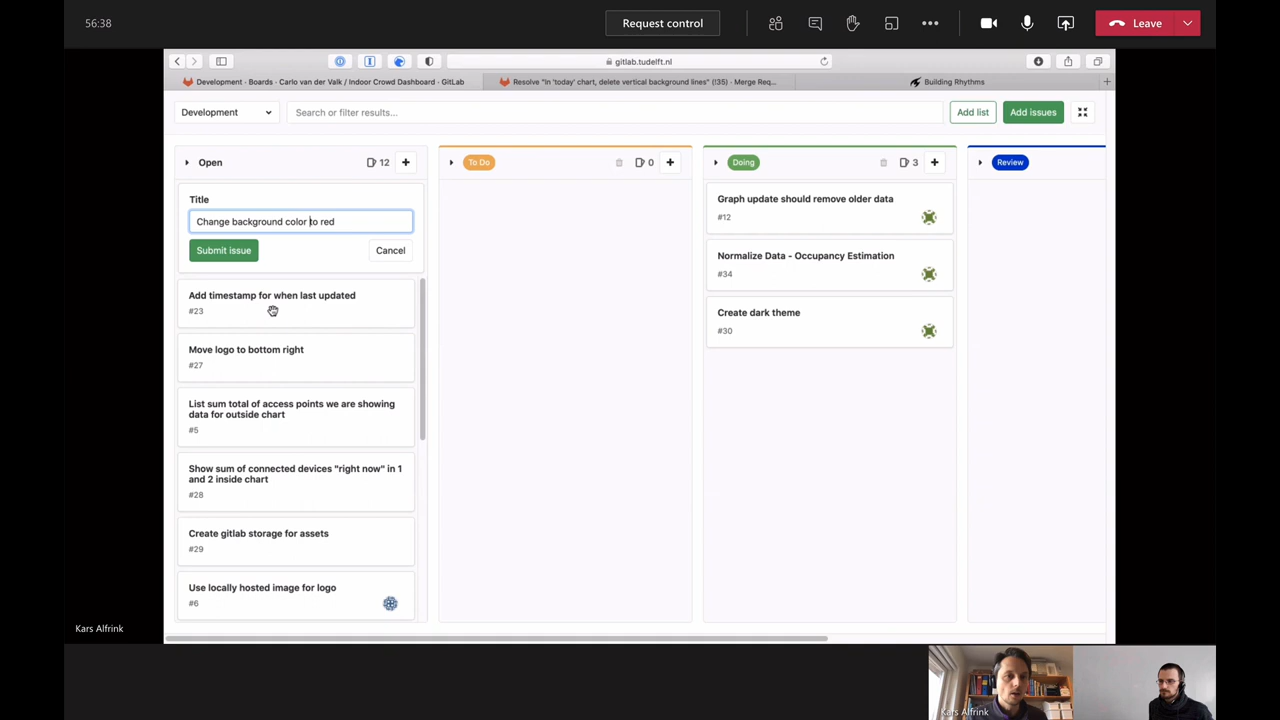 56:38
Request control
Leave
gitlab.tudelft.nl
Development - Boards - Carlo van der Valk / Indoor Crowd Dashboard - GitLab
Resolve "In 'today' chart, delete vertical background lines" (!35) - Merge Req...
Building Rhythms
Development
Search or filter results...
Add list
Add issues
Open
12
To Do
0
Doing
3
Review
Title
Change background color to red
Submit issue
Cancel
Add timestamp for when last updated
#23
Move logo to bottom right
#27
List sum total of access points we are showing
data for outside chart
#5
Show sum of connected devices "right now" in 1
and 2 inside chart
#28
Create gitlab storage for assets
#29
Use locally hosted image for logo
#6
Graph update should remove older data
#12
Normalize Data - Occupancy Estimation
#34
Create dark theme
#30
Kars Alfrink
Kars Alfrink